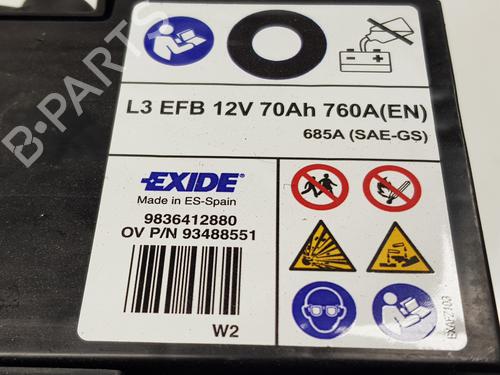 B-PARTS
L3 EFB 12V 70Ah 760A(EN)
685A (SAE-GS)
EXIDE
Made in ES-Spain
9836412880
OV P/N 93488551
W2